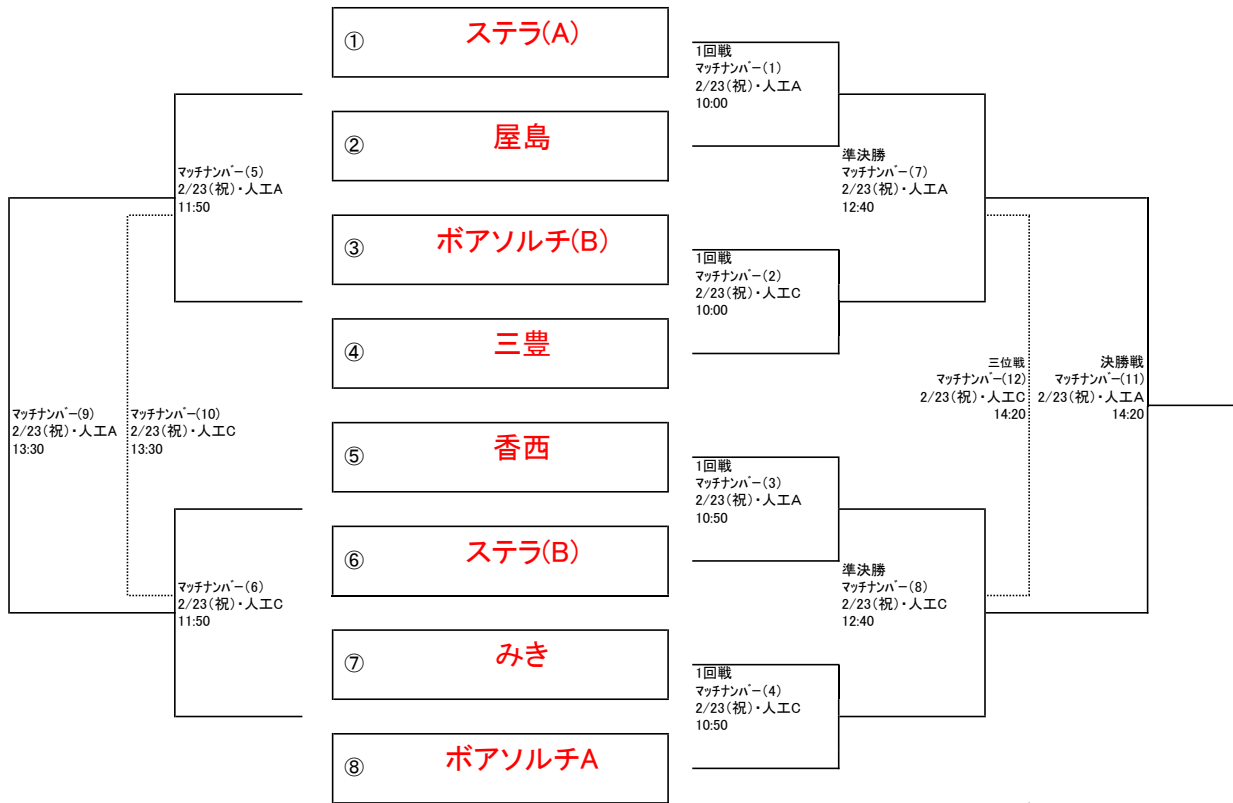 ① ステラ(A)
1回戦
マッチナンバー(1)
2/23(祝)・人工A
10:00
② 屋島
マッチナンバー(5)
2/23(祝)・人工A
11:50
準決勝
マッチナンバー(7)
2/23(祝)・人工A
12:40
③ ボアソルチ(B)
1回戦
マッチナンバー(2)
2/23(祝)・人工C
10:00
④ 三豊
三位戦
マッチナンバー(12)
2/23(祝)・人工C
14:20
決勝戦
マッチナンバー(11)
2/23(祝)・人工A
14:20
マッチナンバー(9)
2/23(祝)・人工A
13:30
マッチナンバー(10)
2/23(祝)・人工C
13:30
⑤ 香西
1回戦
マッチナンバー(3)
2/23(祝)・人工A
10:50
⑥ ステラ(B)
マッチナンバー(6)
2/23(祝)・人工C
11:50
準決勝
マッチナンバー(8)
2/23(祝)・人工C
12:40
⑦ みき
1回戦
マッチナンバー(4)
2/23(祝)・人工C
10:50
⑧ ボアソルチA